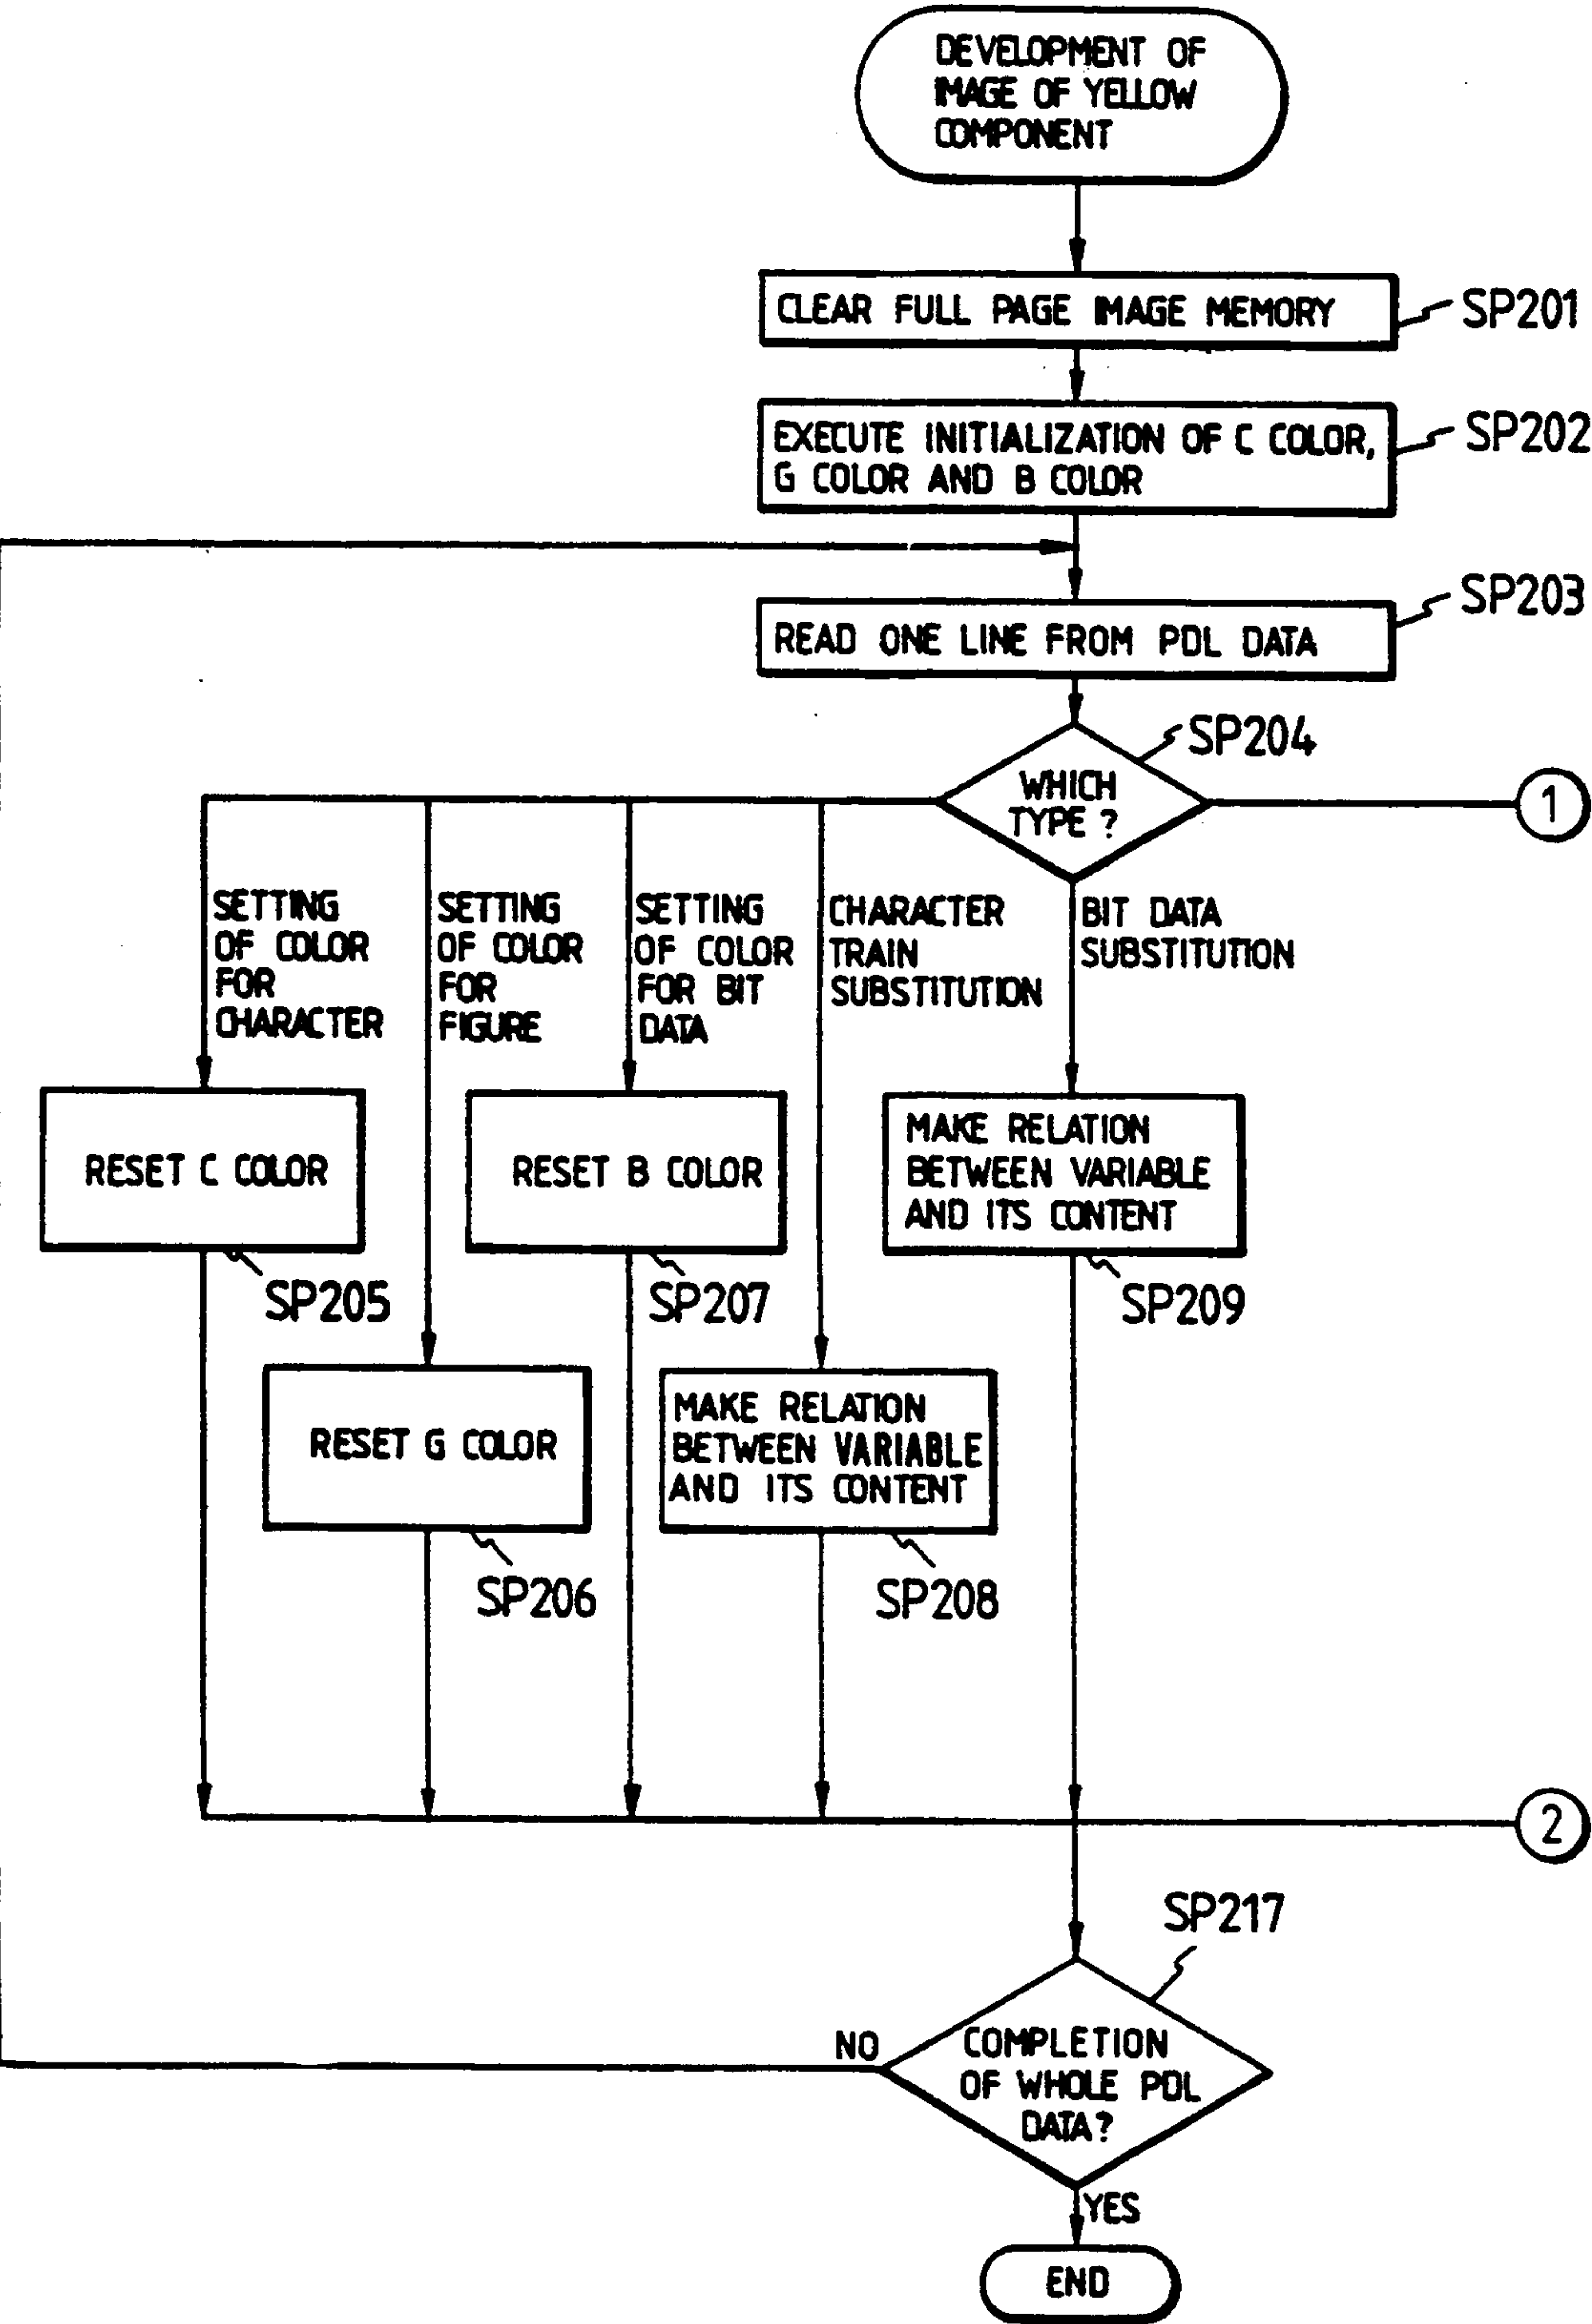 DEVELOPMENT OF
IMAGE OF YELLOW
COMPONENT
CLEAR FULL PAGE IMAGE MEMORY
SP201
EXECUTE INITIALIZATION OF C COLOR,
G COLOR AND B COLOR
SP202
READ ONE LINE FROM PDL DATA
SP203
WHICH
TYPE ?
SP204
1
SETTING
OF COLOR
FOR
CHARACTER
SETTING
OF COLOR
FOR
FIGURE
SETTING
OF COLOR
FOR BIT
DATA
CHARACTER
TRAIN
SUBSTITUTION
BIT DATA
SUBSTITUTION
RESET C COLOR
SP205
RESET B COLOR
SP207
MAKE RELATION
BETWEEN VARIABLE
AND ITS CONTENT
SP209
RESET G COLOR
SP206
MAKE RELATION
BETWEEN VARIABLE
AND ITS CONTENT
SP208
2
SP217
NO
COMPLETION
OF WHOLE PDL
DATA?
YES
END